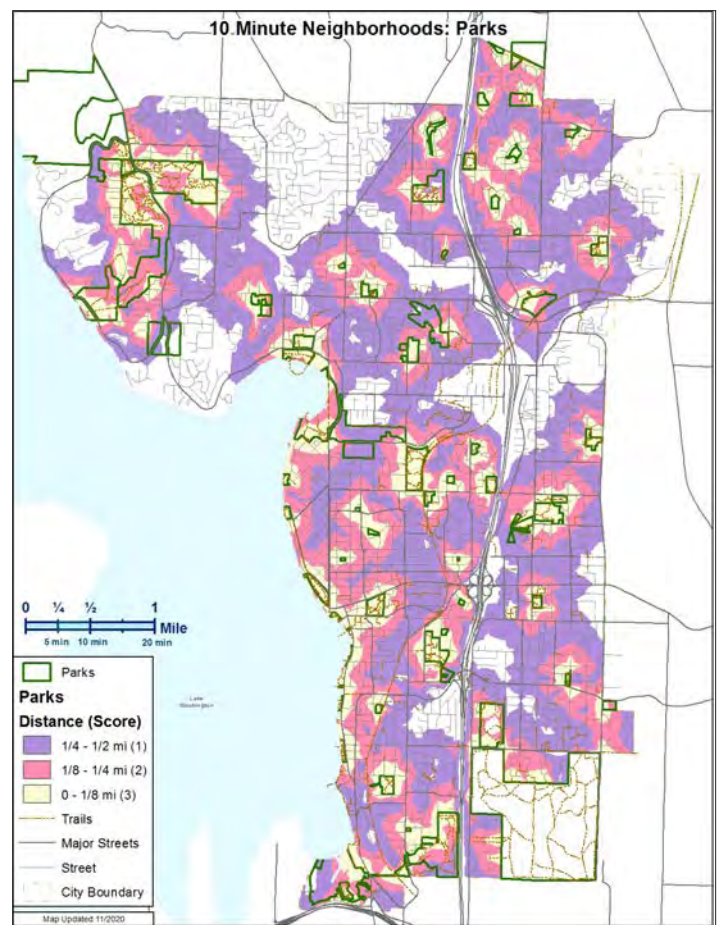 10 Minute Neighborhoods: Parks
0 ¼ ½ 1
Mile
5 min 10 min 20 min
Lake
Washington
Parks
Parks
Distance (Score)
1/4 - 1/2 mi (1)
1/8 - 1/4 mi (2)
0 - 1/8 mi (3)
Trails
Major Streets
Street
City Boundary
Map Updated 11/2020